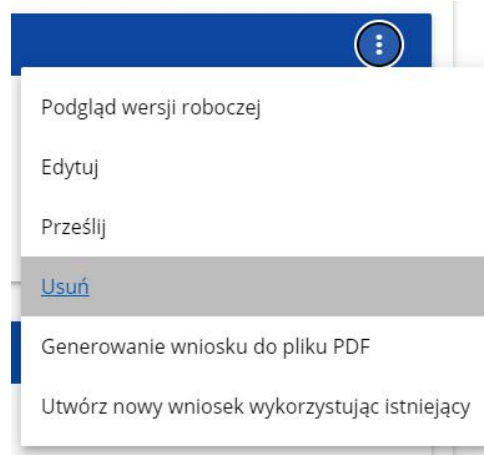 Podgląd wersji roboczej
Edytuj
Prześlij
Usuń
Generowanie wniosku do pliku PDF
Utwórz nowy wniosek wykorzystując istniejący